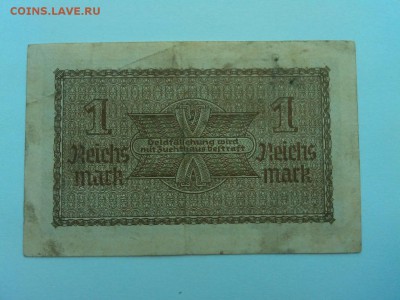 COINS.LAVE.RU
1 1
Geldfälschung wird
mit Zuchthaus bestraft
Reichs Reichs
mark mark